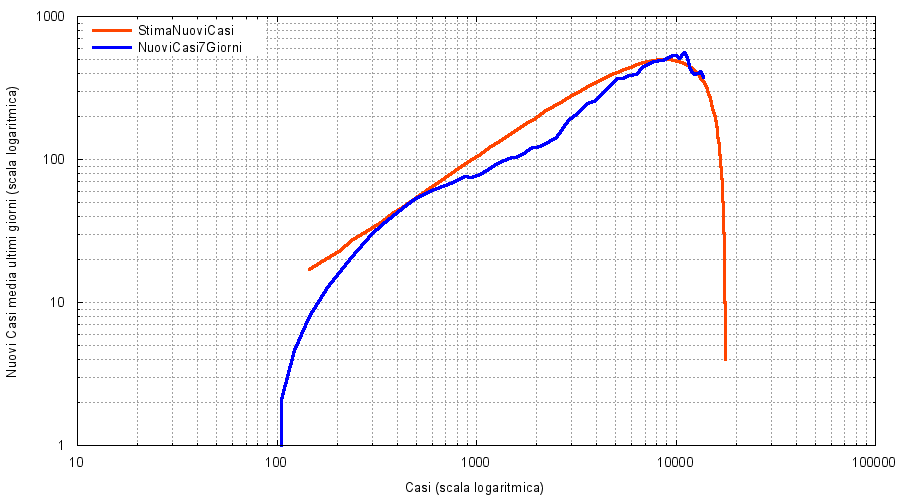 1000
StimaNuoviCasi
NuoviCasi7Giorni
100
10
1
Nuovi Casi media ultimi giorni (scala logaritmica)
10 100 1000 10000 100000
Casi (scala logaritmica)